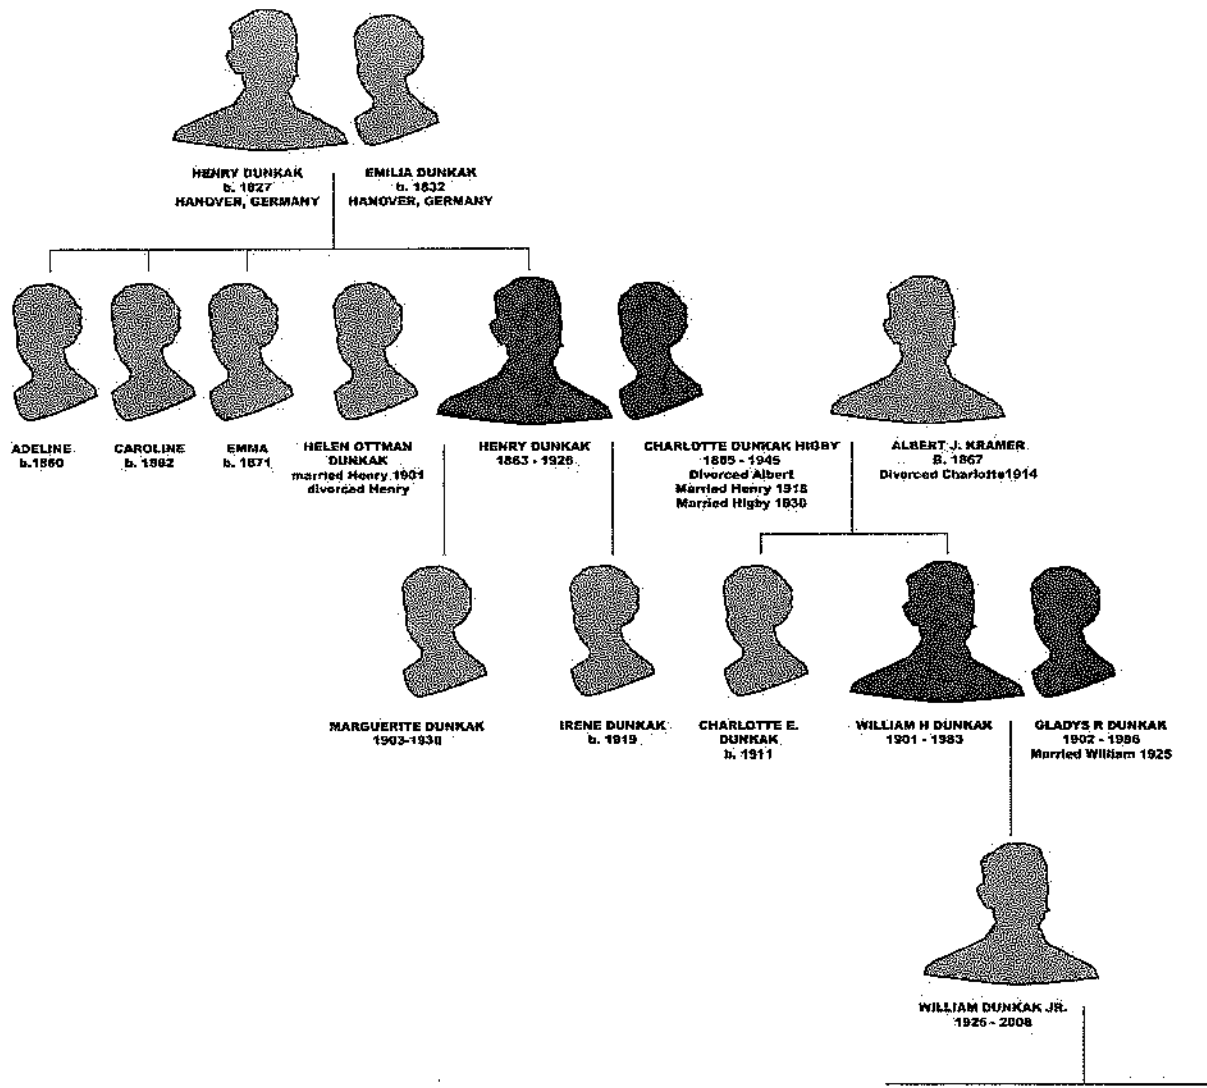 HENRY DUNKAK
b. 1827
HANOVER, GERMANY
EMILIA DUNKAK
b. 1832
HANOVER, GERMANY
ADELINE
b.1860
CAROLINE
b. 1862
EMMA
b. 1871
HELEN OTTMAN
DUNKAK
married Henry 1901
divorced Henry
HENRY DUNKAK
1863 - 1926
CHARLOTTE DUNKAK HIGBY
1885 - 1945
Divorced Albert
Married Henry 1918
Married Higby 1930
ALBERT J. KRAMER
B. 1867
Divorced Charlotte1914
MARGUERITE DUNKAK
1903-1930
IRENE DUNKAK
b. 1919
CHARLOTTE E.
DUNKAK
b. 1911
WILLIAM H DUNKAK
1901 - 1983
GLADYS R DUNKAK
1902 - 1986
Married William 1925
WILLIAM DUNKAK JR.
1926 - 2008